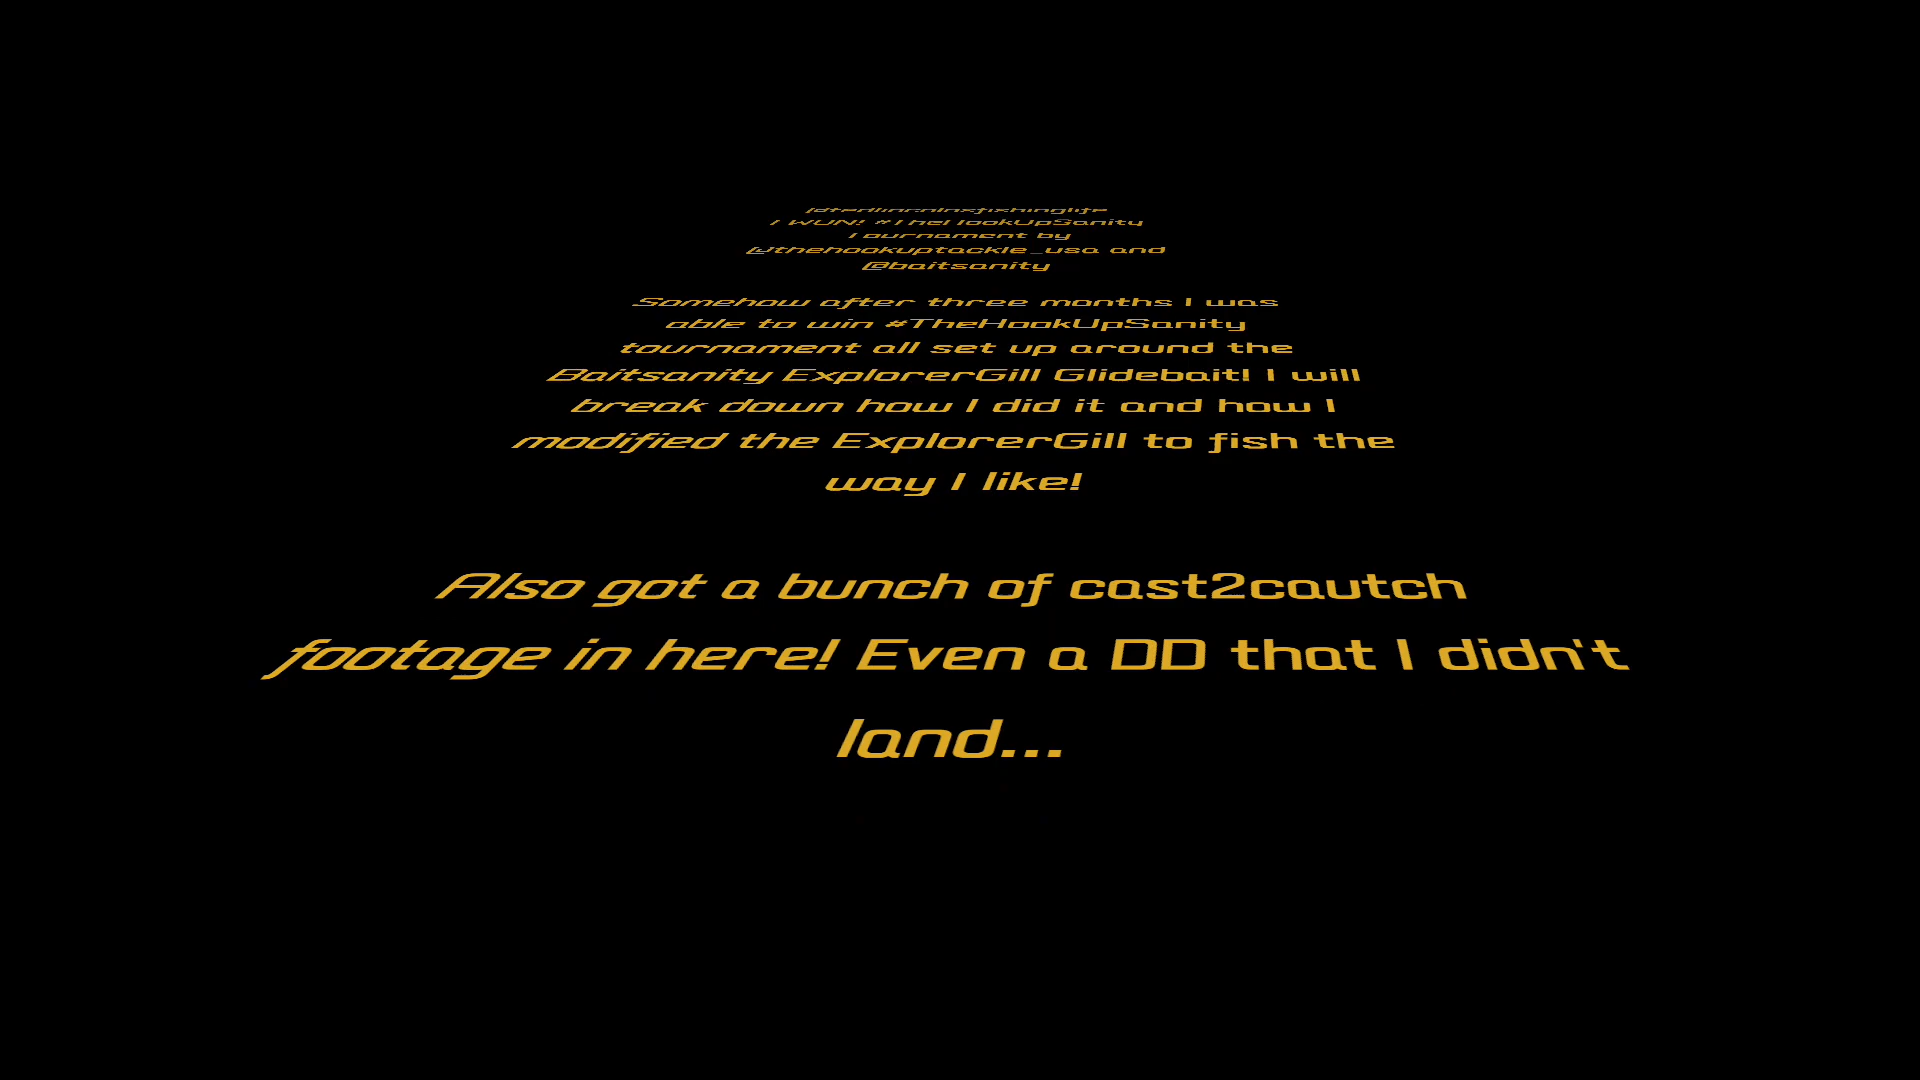 I WON! #TheHookUpSanity
Tournament by
@thehookuptackle_usa and
@baitsanity
Somehow after three months I was
able to win #TheHookUpSanity
tournament all set up around the
Baitsanity ExplorerGill Glidebait! I will
break down how I did it and how I
modified the ExplorerGill to fish the
way I like!
Also got a bunch of cast2cautch
footage in here! Even a DD that I didn't
land...